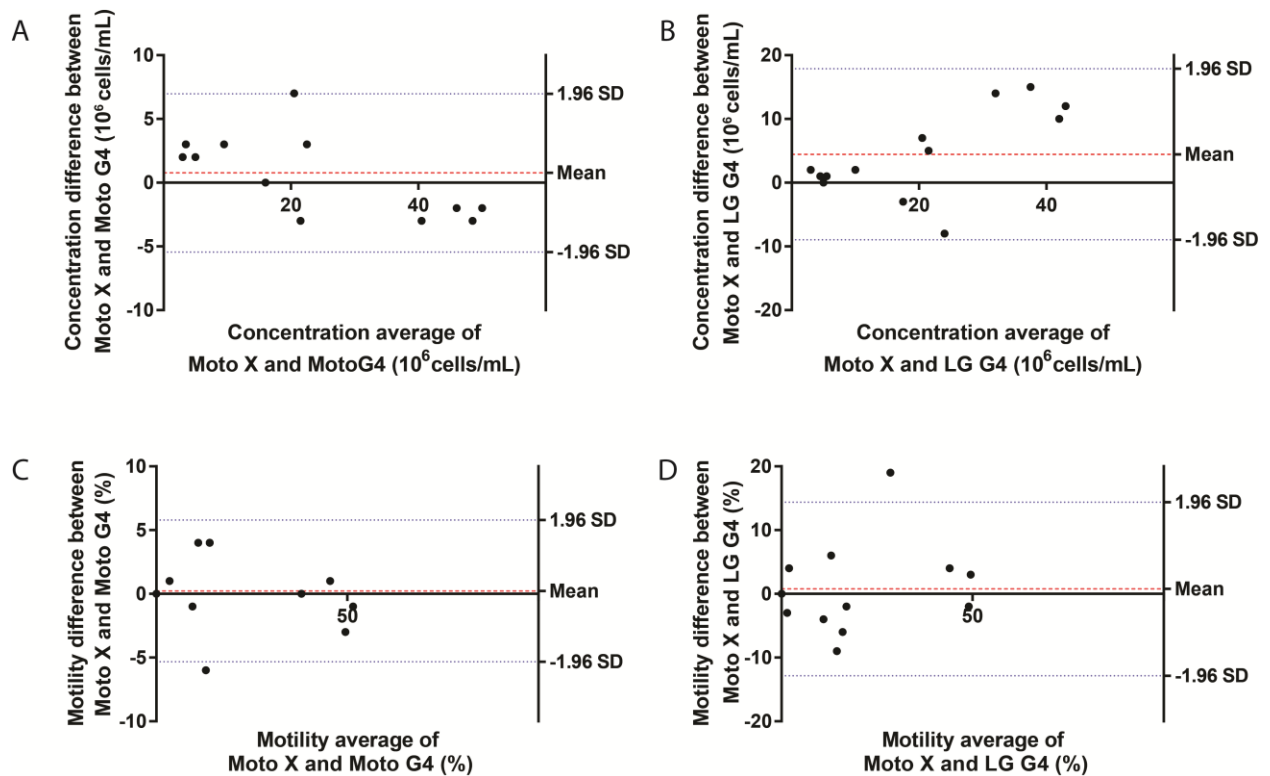 A
Concentration difference between
Moto X and Moto G4 (10⁶ cells/mL)
10
5
0
-5
-10
20
40
1.96 SD
Mean
-1.96 SD
Concentration average of
Moto X and MotoG4 (10⁶cells/mL)
B
Concentration difference between
Moto X and LG G4 (10⁶ cells/mL)
20
10
0
-10
-20
20
40
1.96 SD
Mean
-1.96 SD
Concentration average of
Moto X and LG G4 (10⁶cells/mL)
C
Motility difference between
Moto X and Moto G4 (%)
10
5
0
-5
-10
50
1.96 SD
Mean
-1.96 SD
Motility average of
Moto X and Moto G4 (%)
D
Motility difference between
Moto X and LG G4 (%)
20
10
0
-10
-20
50
1.96 SD
Mean
-1.96 SD
Motility average of
Moto X and LG G4 (%)